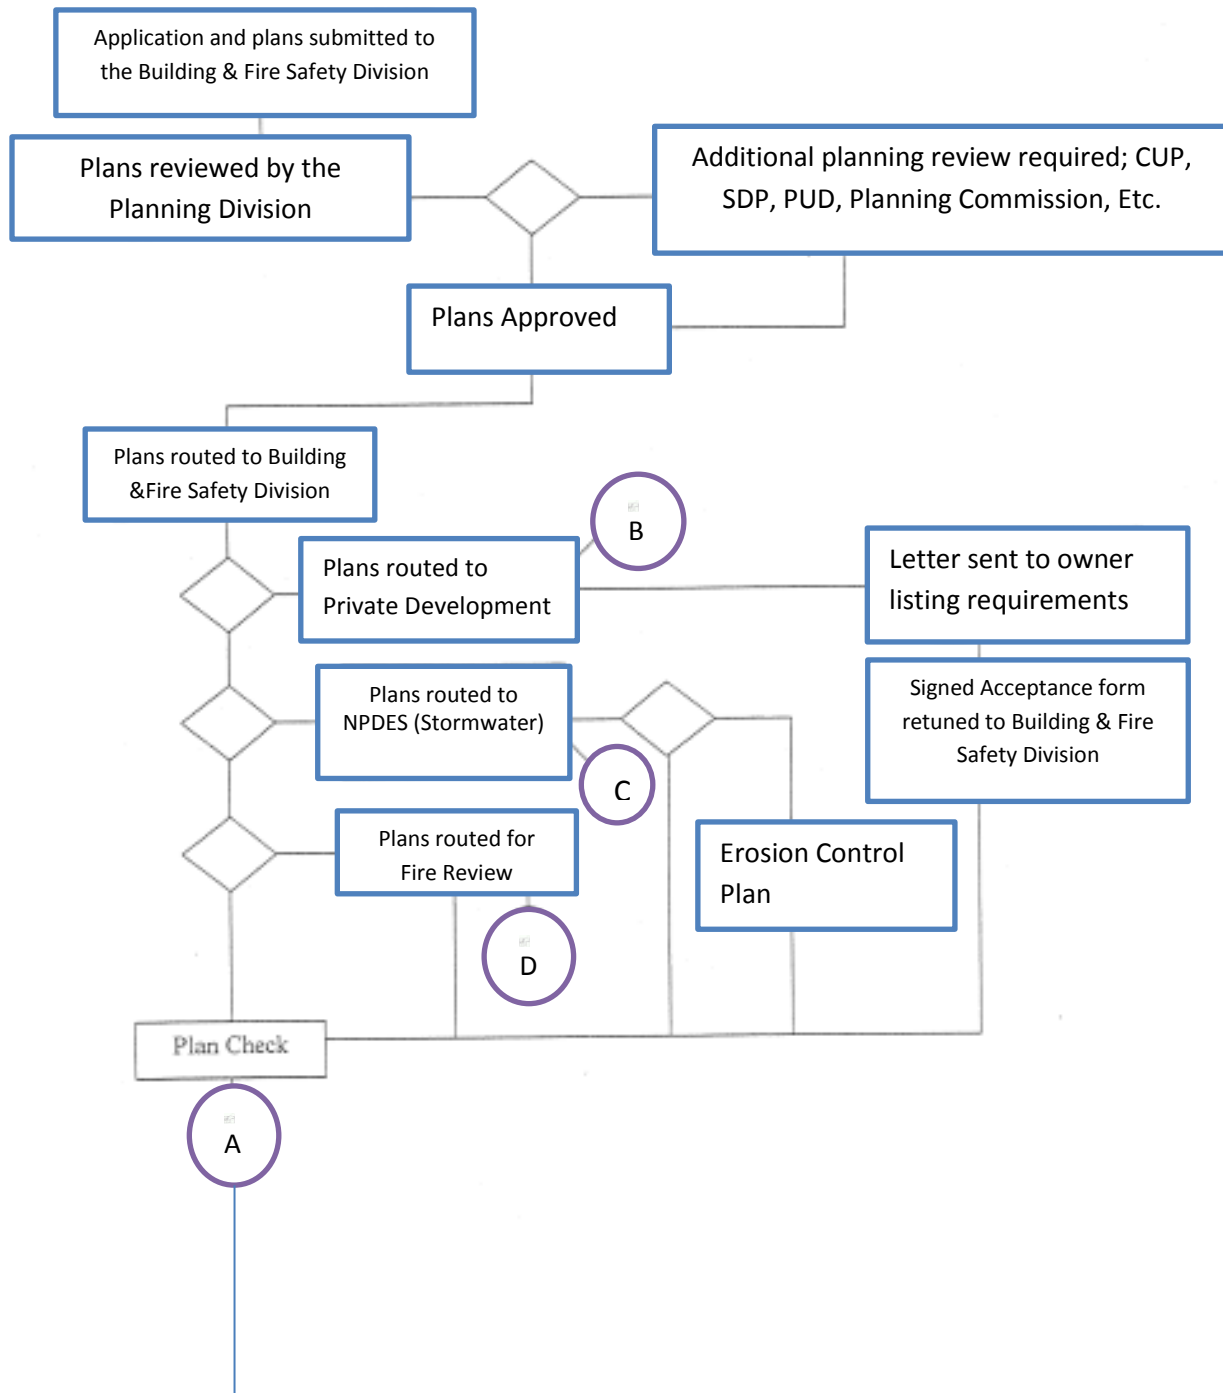 Application and plans submitted to
the Building & Fire Safety Division
Plans reviewed by the
Planning Division
Additional planning review required; CUP,
SDP, PUD, Planning Commission, Etc.
Plans Approved
Plans routed to Building
&Fire Safety Division
B
Plans routed to
Private Development
Letter sent to owner
listing requirements
Plans routed to
NPDES (Stormwater)
Signed Acceptance form
retuned to Building & Fire
Safety Division
C
Plans routed for
Fire Review
Erosion Control
Plan
D
Plan Check
A